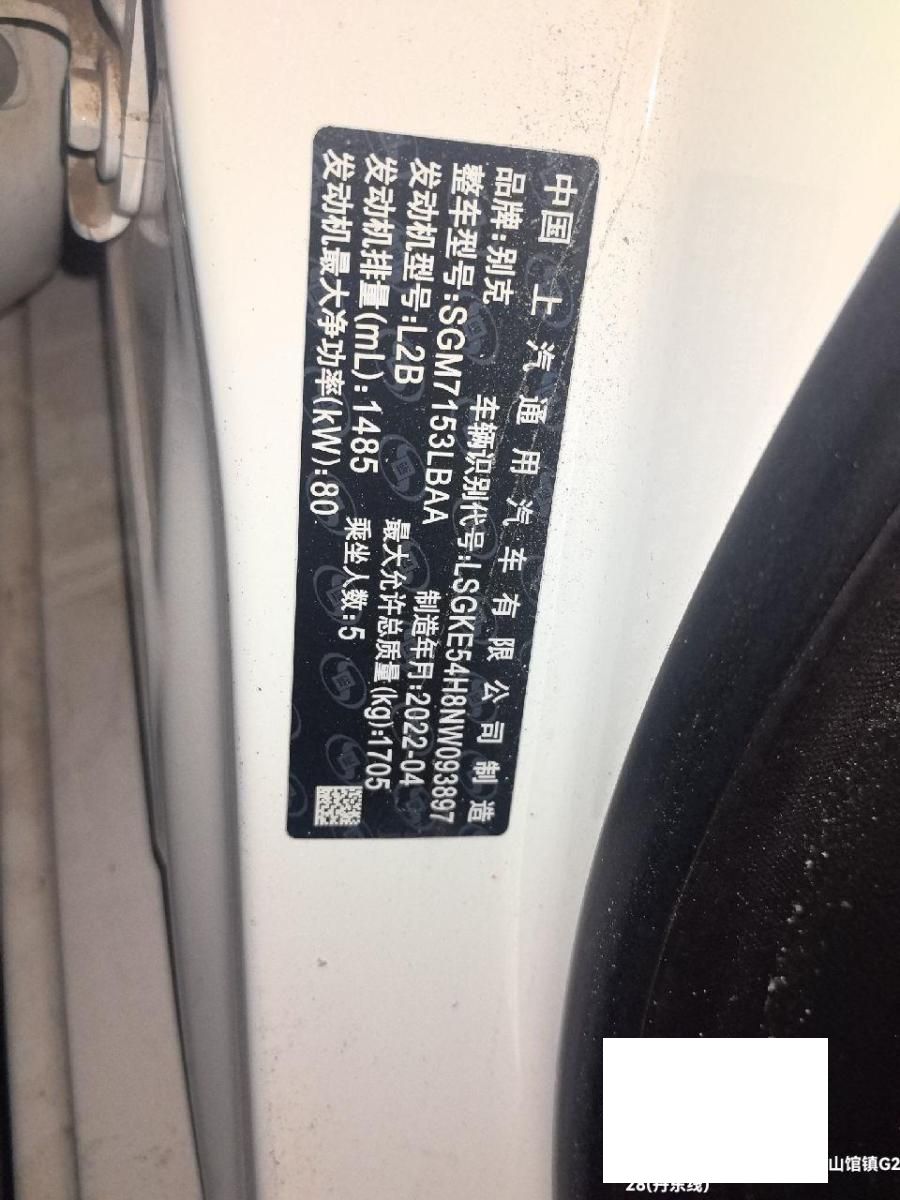 中国 上汽通用汽车有限公司制造
品牌:别克 车辆识别代号:LSGKE54H8NW093897
整车型号:SGM7153LBAA 制造年月:2022-04
发动机型号:L2B 最大允许总质量(kg):1705
发动机排量(mL):1485 乘坐人数:5
发动机最大净功率(kW):80
山馆镇G2
28(丹东线)